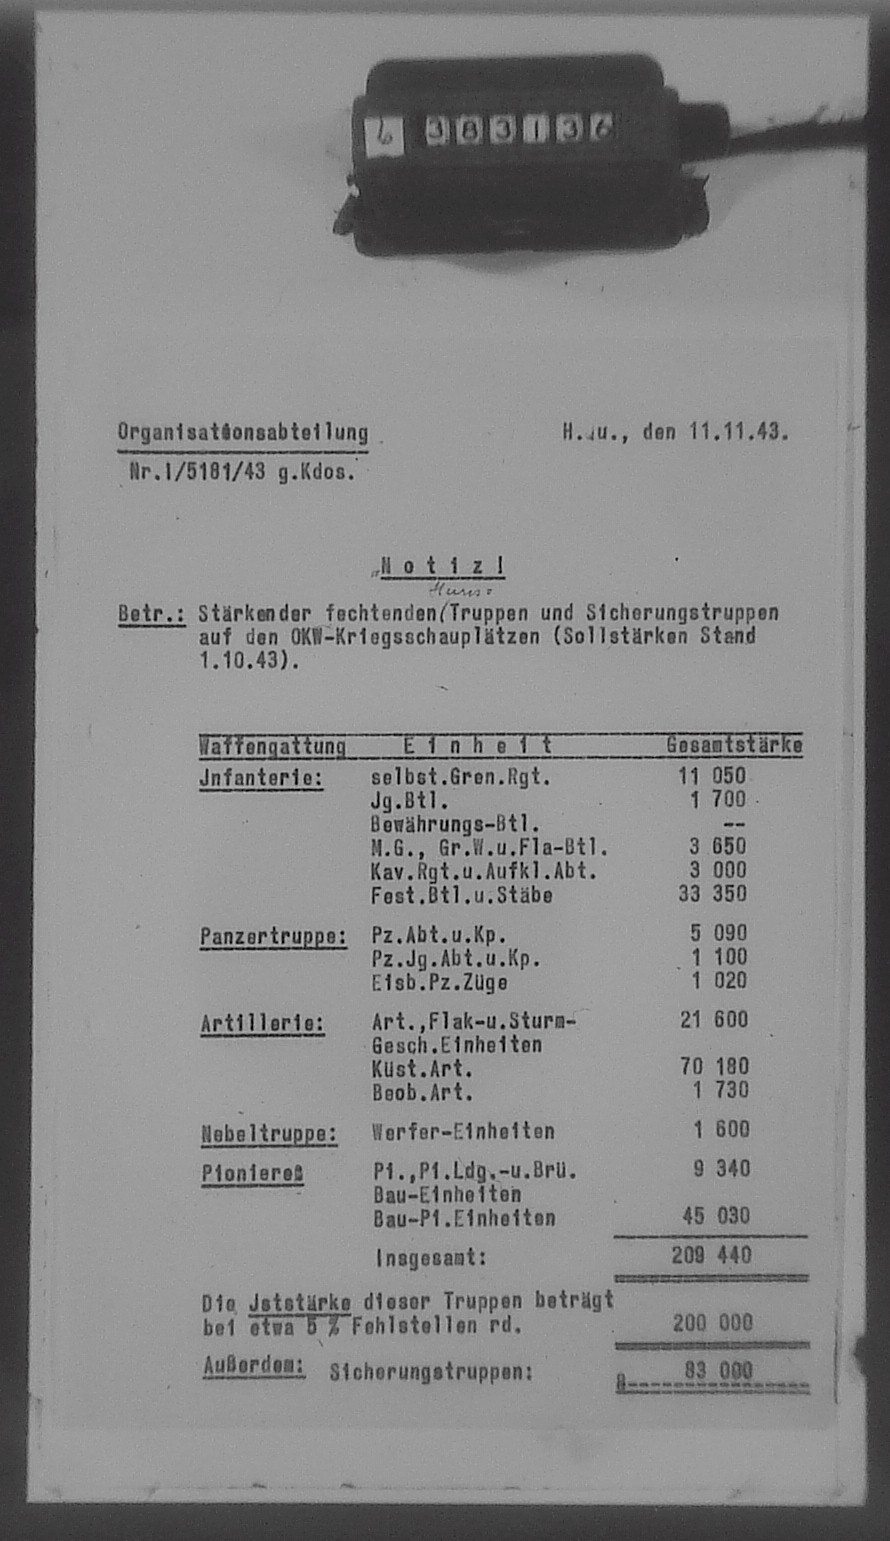 6 383136
Organisationsabteilung H.Qu., den 11.11.43.
Nr.I/5181/43 g.Kdos.
Notiz!
Heeres=
Betr.: Stärken der fechtenden (Truppen und Sicherungstruppen
auf den OKW-Kriegsschauplätzen (Sollstärken Stand
1.10.43).
Waffengattung Einheit Gesamtstärke
Jnfanterie: selbst.Gren.Rgt. 11 050
Jg.Btl. 1 700
Bewährungs-Btl. --
M.G., Gr.W.u.Fla-Btl. 3 650
Kav.Rgt.u.Aufkl.Abt. 3 000
Fest.Btl.u.Stäbe 33 350
Panzertruppe: Pz.Abt.u.Kp. 5 090
Pz.Jg.Abt.u.Kp. 1 100
Eisb.Pz.Züge 1 020
Artillerie: Art.,Flak-u.Sturm- 21 600
Gesch.Einheiten
Küst.Art. 70 180
Beob.Art. 1 730
Nebeltruppe: Werfer-Einheiten 1 600
Pioniere: Pi.,Pi.Ldg.-u.Brü. 9 340
Bau-Einheiten
Bau-Pi.Einheiten 45 030
Insgesamt: 209 440
Die Jststärke dieser Truppen beträgt
bei etwa 5 % Fehlstellen rd. 200 000
Außerdem: Sicherungstruppen: 83 000